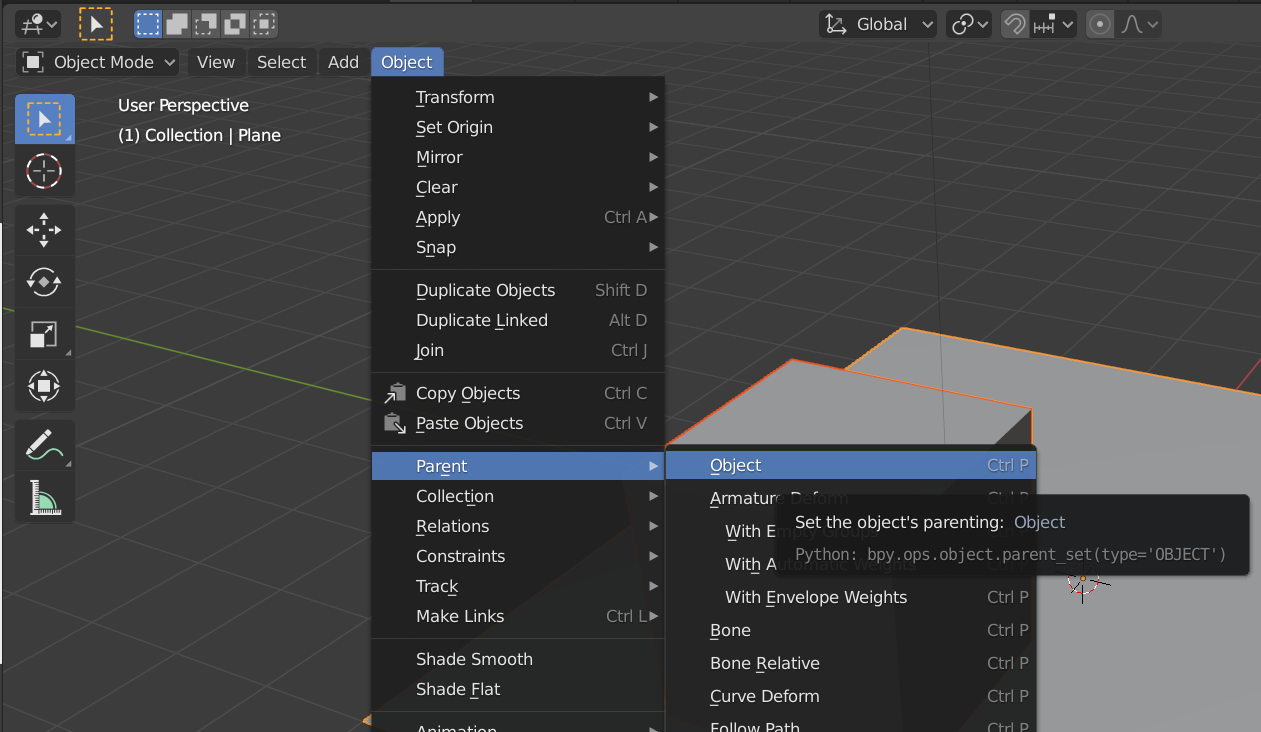 Global
Object Mode View Select Add Object
User Perspective
(1) Collection | Plane
Transform
Set Origin
Mirror
Clear
Apply Ctrl A
Snap
Duplicate Objects Shift D
Duplicate Linked Alt D
Join Ctrl J
Copy Objects Ctrl C
Paste Objects Ctrl V
Parent
Collection
Relations
Constraints
Track
Make Links Ctrl L
Shade Smooth
Shade Flat
Animation
Object Ctrl P
Armature Deform Ctrl P
With Empty Groups
With Automatic Weights
With Envelope Weights Ctrl P
Bone Ctrl P
Bone Relative Ctrl P
Curve Deform Ctrl P
Follow Path Ctrl P
Set the object's parenting: Object
Python: bpy.ops.object.parent_set(type='OBJECT')